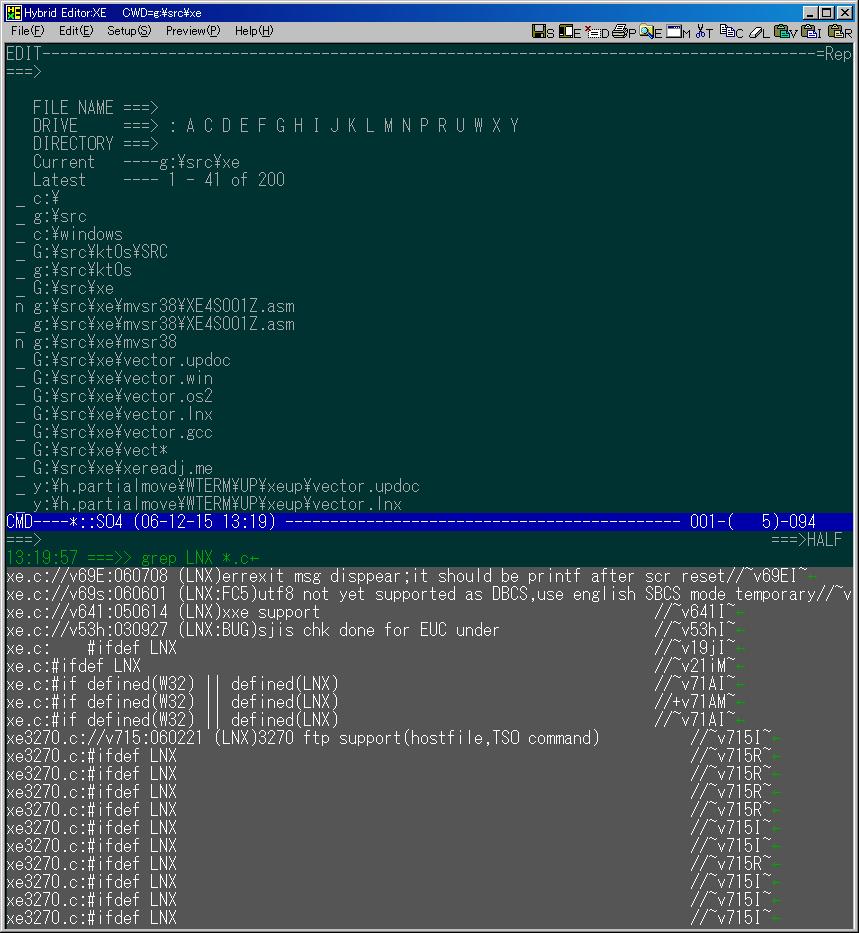 Hybrid Editor:XE CWD=g:¥src¥xe
File(F) Edit(E) Setup(S) Preview(P) Help(H) S E D P E M T C L V I R
EDIT------------------------------------------------------------------------------------=Rep
===>
FILE NAME ===>
DRIVE ===> : A C D E F G H I J K L M N P R U W X Y
DIRECTORY ===>
Current ----g:¥src¥xe
Latest ---- 1 - 41 of 200
_ c:¥
_ g:¥src
_ c:¥windows
_ G:¥src¥kt0s¥SRC
_ g:¥src¥kt0s
_ G:¥src¥xe
n g:¥src¥xe¥mvsr38¥XE4S001Z.asm
_ g:¥src¥xe¥mvsr38¥XE4S001Z.asm
n g:¥src¥xe¥mvsr38
_ G:¥src¥xe¥vector.updoc
_ G:¥src¥xe¥vector.win
_ G:¥src¥xe¥vector.os2
_ G:¥src¥xe¥vector.lnx
_ G:¥src¥xe¥vector.gcc
_ G:¥src¥xe¥vect*
_ G:¥src¥xe¥xereadj.me
_ y:¥h.partialmove¥WTERM¥UP¥xeup¥vector.updoc
_ y:¥h.partialmove¥WTERM¥UP¥xeup¥vector.lnx
CMD----*::SO4 (06-12-15 13:19) -------------------------------------------- 001-( 5)-094
===> ===>HALF
13:19:57 ===>> grep LNX *.c←
xe.c://v69E:060708 (LNX)errexit msg disppear;it should be printf after scr reset//~v69EI~←
xe.c://v69s:060601 (LNX:FC5)utf8 not yet supported as DBCS,use english SBCS mode temporary//~v
xe.c://v641:050614 (LNX)xxe support //~v641I~←
xe.c://v53h:030927 (LNX:BUG)sjis chk done for EUC under //~v53hI~←
xe.c: #ifdef LNX //~v19jI~←
xe.c:#ifdef LNX //~v21iM~←
xe.c:#if defined(W32) || defined(LNX) //~v71AI~←
xe.c:#if defined(W32) || defined(LNX) //+v71AM~←
xe.c:#if defined(W32) || defined(LNX) //~v71AI~←
xe3270.c://v715:060221 (LNX)3270 ftp support(hostfile,TSO command) //~v715I~←
xe3270.c:#ifdef LNX //~v715R~←
xe3270.c:#ifdef LNX //~v715I~←
xe3270.c:#ifdef LNX //~v715R~←
xe3270.c:#ifdef LNX //~v715R~←
xe3270.c:#ifdef LNX //~v715I~←
xe3270.c:#ifdef LNX //~v715I~←
xe3270.c:#ifdef LNX //~v715R~←
xe3270.c:#ifdef LNX //~v715I~←
xe3270.c:#ifdef LNX //~v715I~←
xe3270.c:#ifdef LNX //~v715I~←